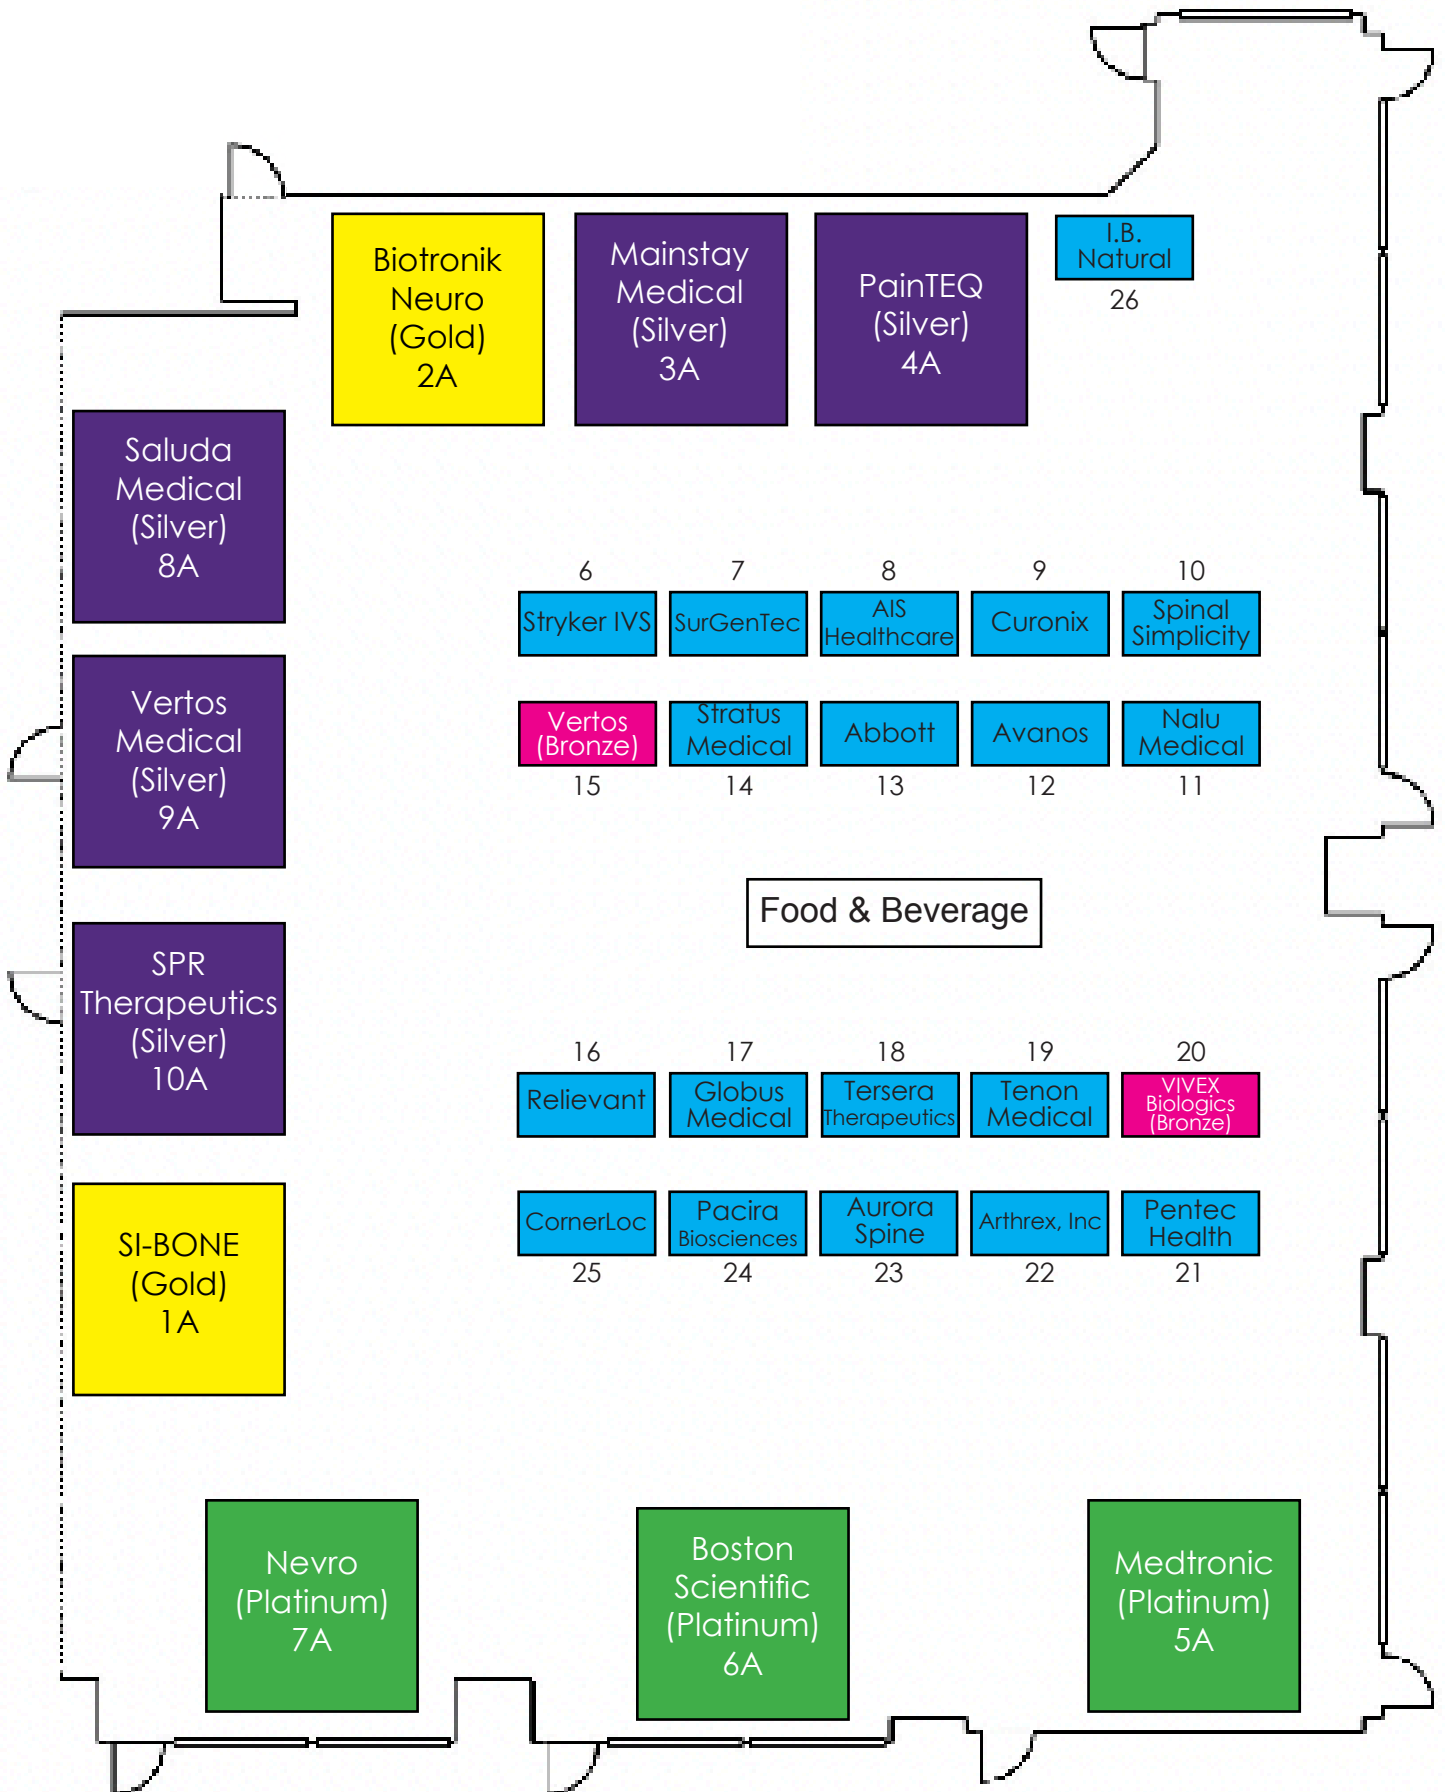 Biotronik
Neuro
(Gold)
2A
Mainstay
Medical
(Silver)
3A
PainTEQ
(Silver)
4A
I.B.
Natural
26
Saluda
Medical
(Silver)
8A
Vertos
Medical
(Silver)
9A
SPR
Therapeutics
(Silver)
10A
SI-BONE
(Gold)
1A
6 7 8 9 10
Stryker IVS
SurGenTec
AIS
Healthcare
Curonix
Spinal
Simplicity
Vertos
(Bronze)
Stratus
Medical
Abbott
Avanos
Nalu
Medical
15 14 13 12 11
Food & Beverage
16 17 18 19 20
Relievant
Globus
Medical
Tersera
Therapeutics
Tenon
Medical
VIVEX
Biologics
(Bronze)
CornerLoc
Pacira
Biosciences
Aurora
Spine
Arthrex, Inc
Pentec
Health
25 24 23 22 21
Nevro
(Platinum)
7A
Boston
Scientific
(Platinum)
6A
Medtronic
(Platinum)
5A